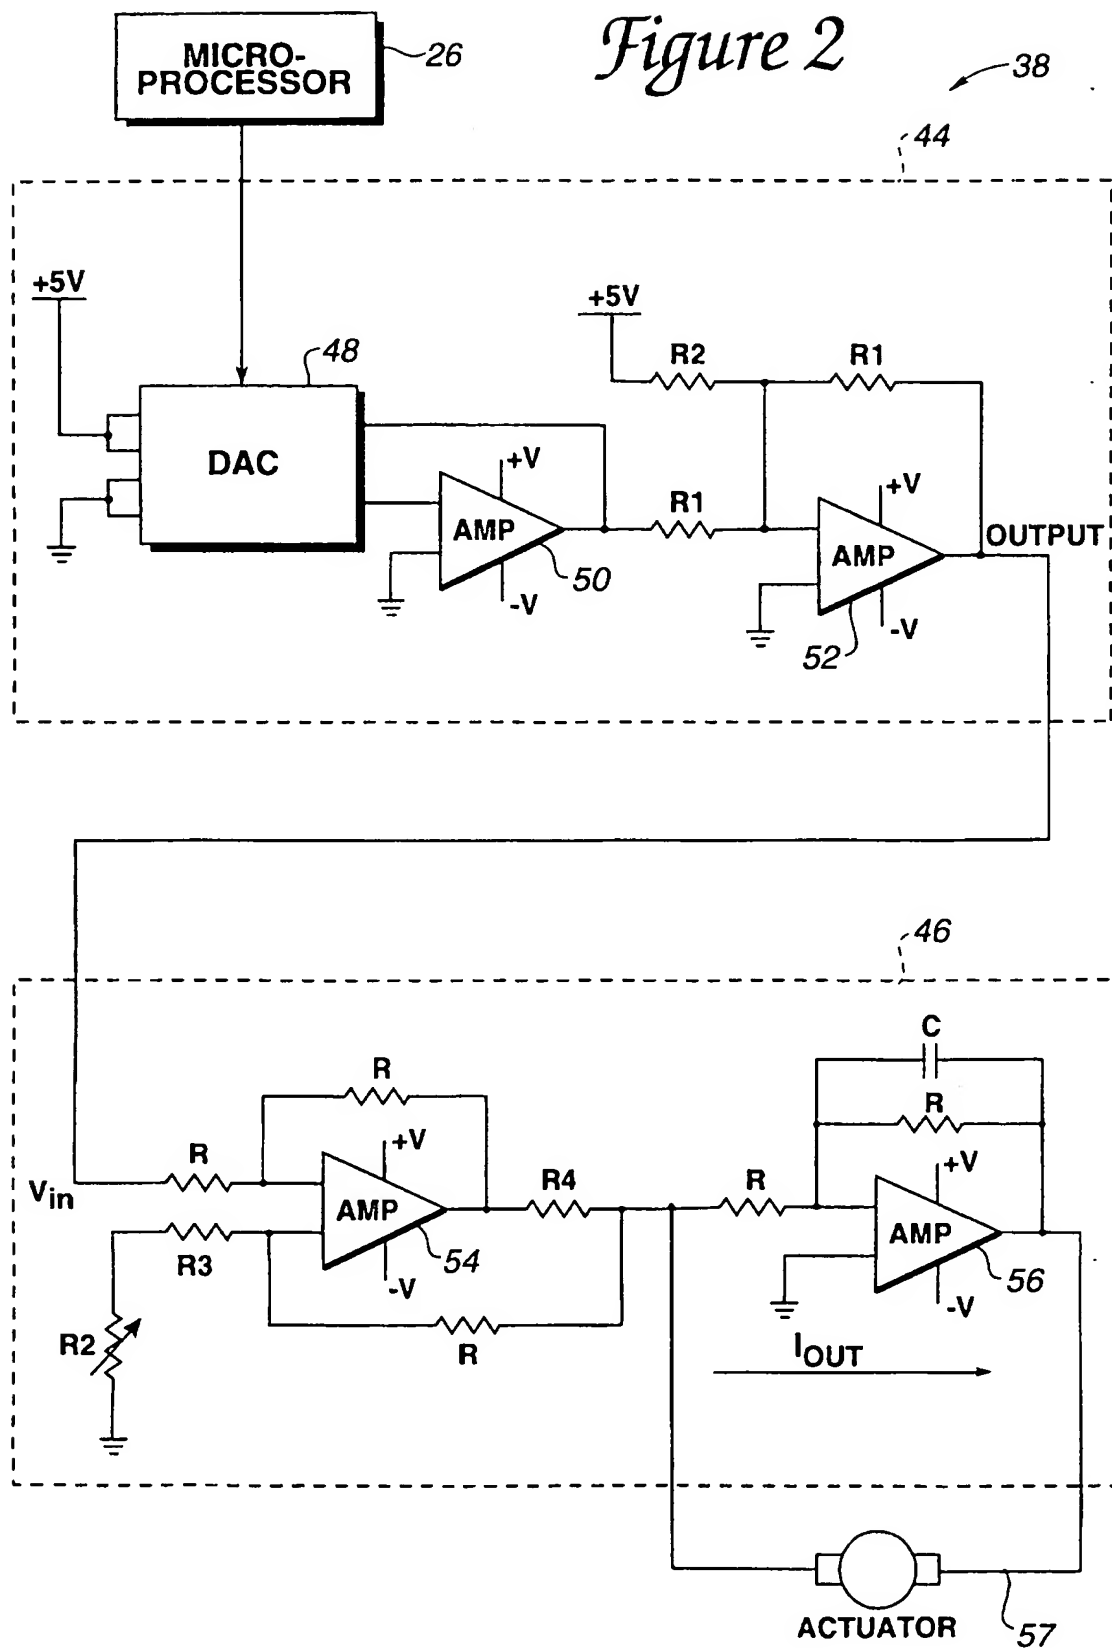 Figure 2
MICRO-
PROCESSOR
26
38
44
+5V
+5V
48
R2
R1
DAC
+V
AMP
50
-V
R1
+V
AMP
52
-V
OUTPUT
46
C
R
R
Vin
R
+V
AMP
54
-V
R4
R
+V
AMP
56
-V
R3
R
R2
IOUT
ACTUATOR
57